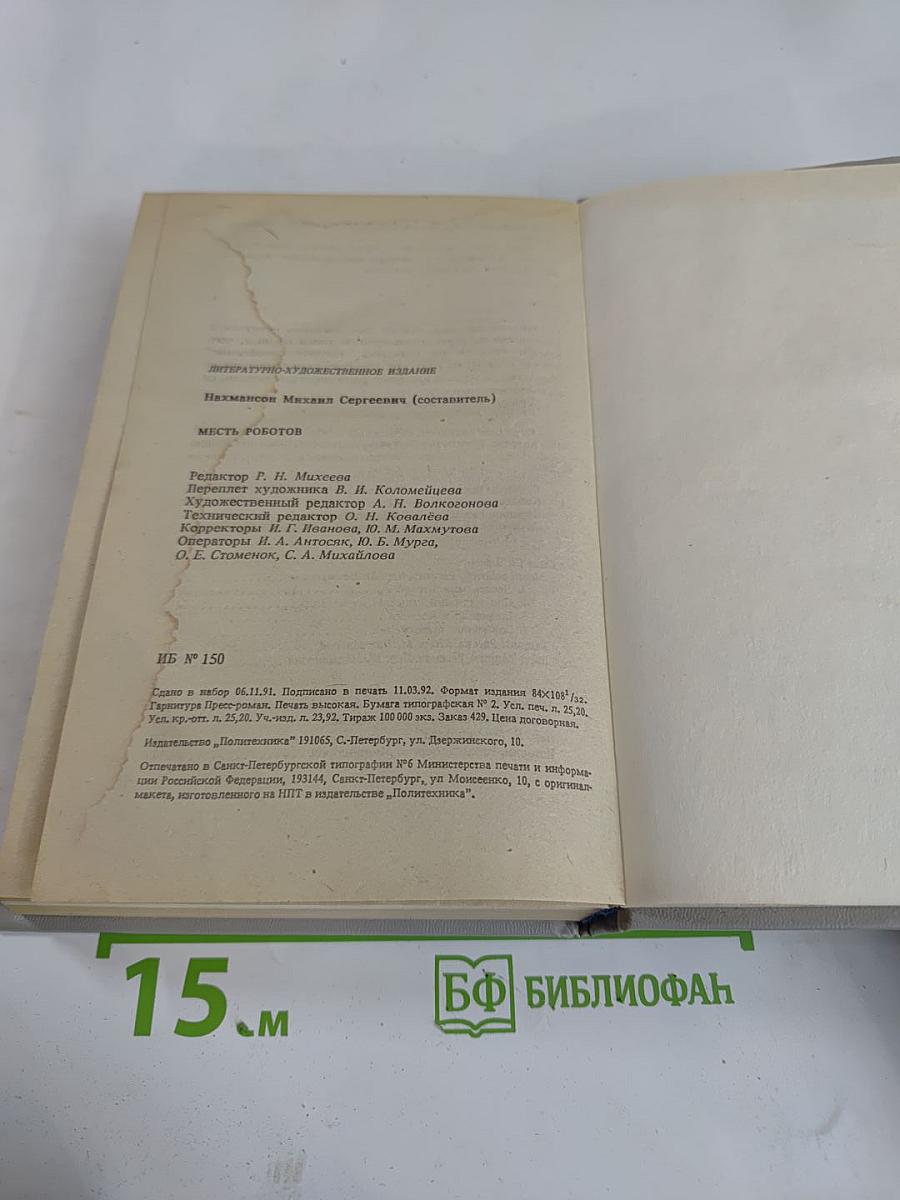 ЛИТЕРАТУРНО-ХУДОЖЕСТВЕННОЕ ИЗДАНИЕ
Нахмансон Михаил Сергеевич (составитель)
МЕСТЬ РОБОТОВ
Редактор Р. Н. Михеева
Переплет художника В. И. Коломейцева
Художественный редактор А. Н. Волкогонова
Технический редактор О. Н. Ковалёва
Корректоры И. Г. Иванова, Ю. М. Махмутова
Операторы И. А. Антосяк, Ю. Б. Мурга,
О. Е. Стоменок, С. А. Михайлова
ИБ № 150
Сдано в набор 06.11.91. Подписано в печать 11.03.92. Формат издания 84×108¹/₃₂.
Гарнитура Пресс-роман. Печать высокая. Бумага типографская № 2. Усл. печ. л. 25,20.
Усл. кр.-отт. л. 25,20. Уч.-изд. л. 23,92. Тираж 100 000 экз. Заказ 429. Цена договорная.
Издательство „Политехника" 191065, С.-Петербург, ул. Дзержинского, 10.
Отпечатано в Санкт-Петербургской типографии №6 Министерства печати и информа-
ции Российской Федерации, 193144, Санкт-Петербург, ул Моисеенко, 10, с оригинал-
макета, изготовленного на НПТ в издательстве „Политехника".
15 см
БФ БИБЛИОФАН